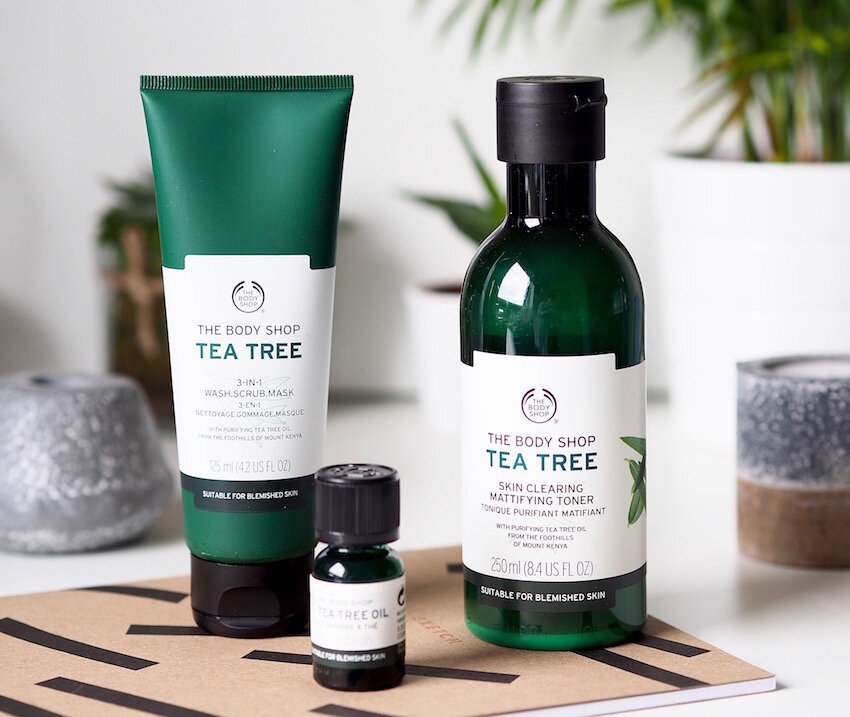 THE
BODY
SHOP
®
THE BODY SHOP
TEA TREE
3-IN-1
WASH.SCRUB.MASK
3-EN-1
NETTOYAGE.GOMMAGE.MASQUE
WITH PURIFYING TEA TREE OIL
FROM THE FOOTHILLS OF MOUNT KENYA
125 ml (4.2 US FL OZ)
SUITABLE FOR BLEMISHED SKIN
THE BODY SHOP
TEA TREE OIL
SUITABLE FOR BLEMISHED SKIN
THE
BODY
SHOP
®
THE BODY SHOP
TEA TREE
SKIN CLEARING
MATTIFYING TONER
TONIQUE PURIFIANT MATIFIANT
WITH PURIFYING TEA TREE OIL
FROM THE FOOTHILLS
OF MOUNT KENYA
250 ml (8.4 US FL OZ)
SUITABLE FOR BLEMISHED SKIN